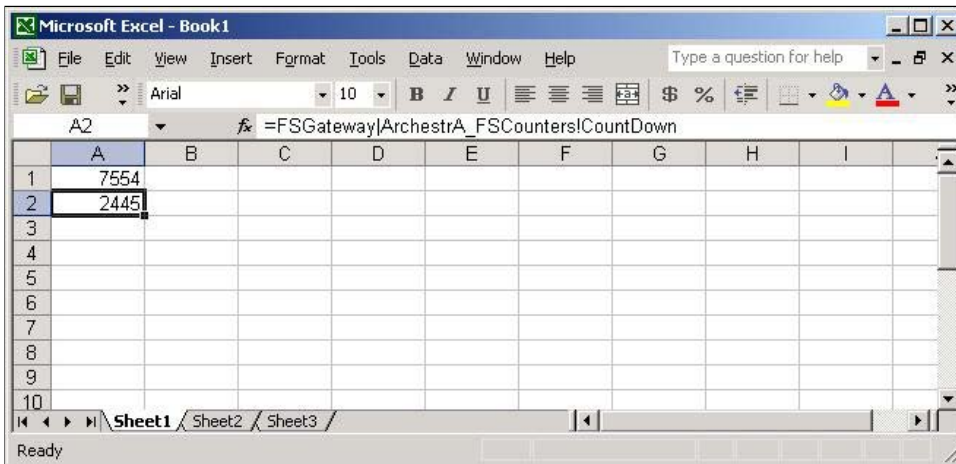 Microsoft Excel - Book1
File Edit View Insert Format Tools Data Window Help Type a question for help
Arial 10 B I U $ % A
A2 fx =FSGateway|ArchestrA_FSCounters!CountDown
A B C D E F G H I
1 7554
2 2445
3
4
5
6
7
8
9
10
Sheet1 Sheet2 Sheet3
Ready